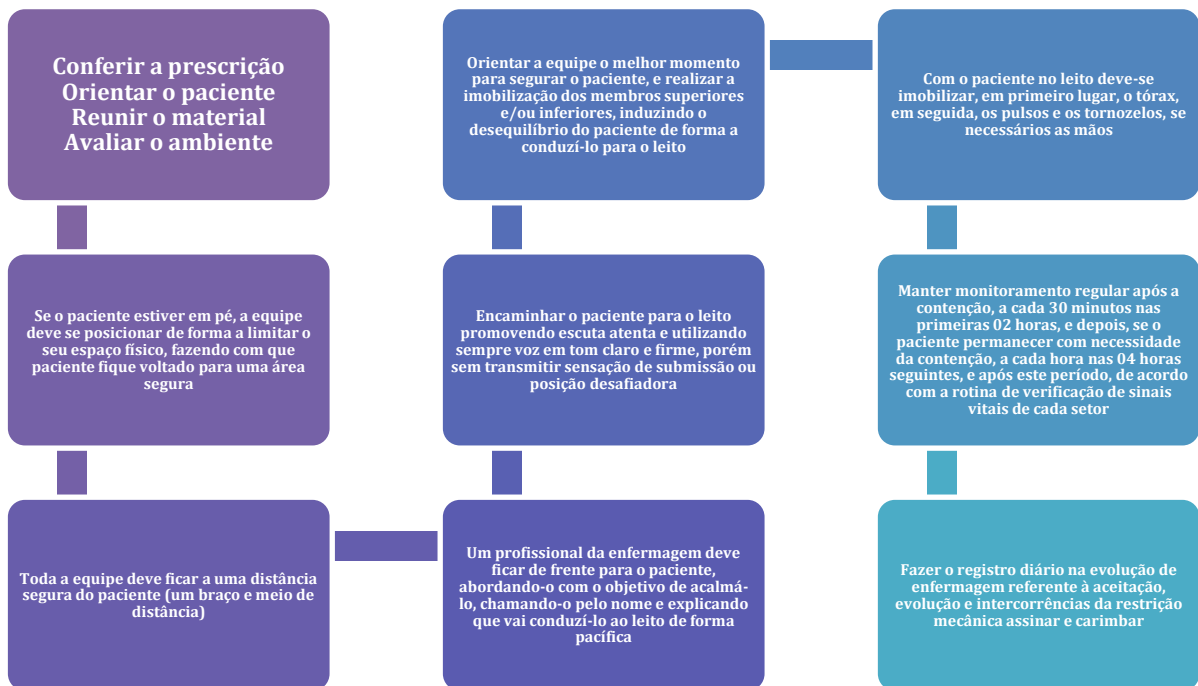 Conferir a prescrição
Orientar o paciente
Reunir o material
Avaliar o ambiente
Se o paciente estiver em pé, a equipe
deve se posicionar de forma a limitar o
seu espaço físico, fazendo com que
paciente fique voltado para uma área
segura
Toda a equipe deve ficar a uma distância
segura do paciente (um braço e meio de
distância)
Um profissional da enfermagem deve
ficar de frente para o paciente,
abordando-o com o objetivo de acalmá-
lo, chamando-o pelo nome e explicando
que vai conduzí-lo ao leito de forma
pacífica
Encaminhar o paciente para o leito
promovendo escuta atenta e utilizando
sempre voz em tom claro e firme, porém
sem transmitir sensação de submissão ou
posição desafiadora
Orientar a equipe o melhor momento
para segurar o paciente, e realizar a
imobilização dos membros superiores
e/ou inferiores, induzindo o
desequilíbrio do paciente de forma a
conduzí-lo para o leito
Com o paciente no leito deve-se
imobilizar, em primeiro lugar, o tórax,
em seguida, os pulsos e os tornozelos, se
necessários as mãos
Manter monitoramento regular após a
contenção, a cada 30 minutos nas
primeiras 02 horas, e depois, se o
paciente permanecer com necessidade
da contenção, a cada hora nas 04 horas
seguintes, e após este período, de acordo
com a rotina de verificação de sinais
vitais de cada setor
Fazer o registro diário na evolução de
enfermagem referente à aceitação,
evolução e intercorrências da restrição
mecânica assinar e carimbar